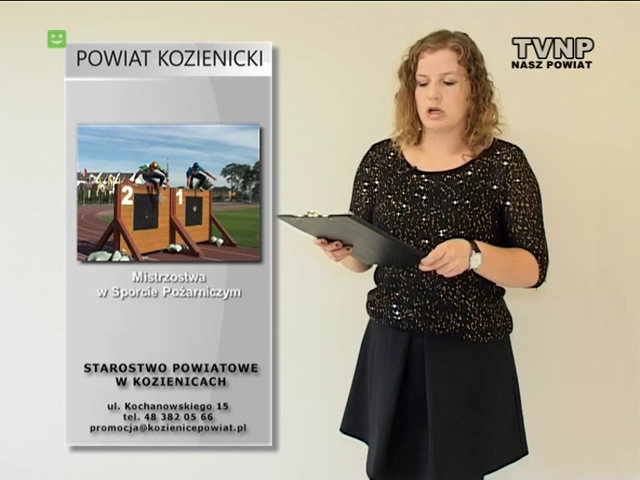 POWIAT KOZIENICKI
TVNP
NASZ POWIAT
2 1
Mistrzostwa
w Sporcie Pożarniczym
STAROSTWO POWIATOWE
W KOZIENICACH
ul. Kochanowskiego 15
tel. 48 382 05 66
promocja@kozienicepowiat.pl